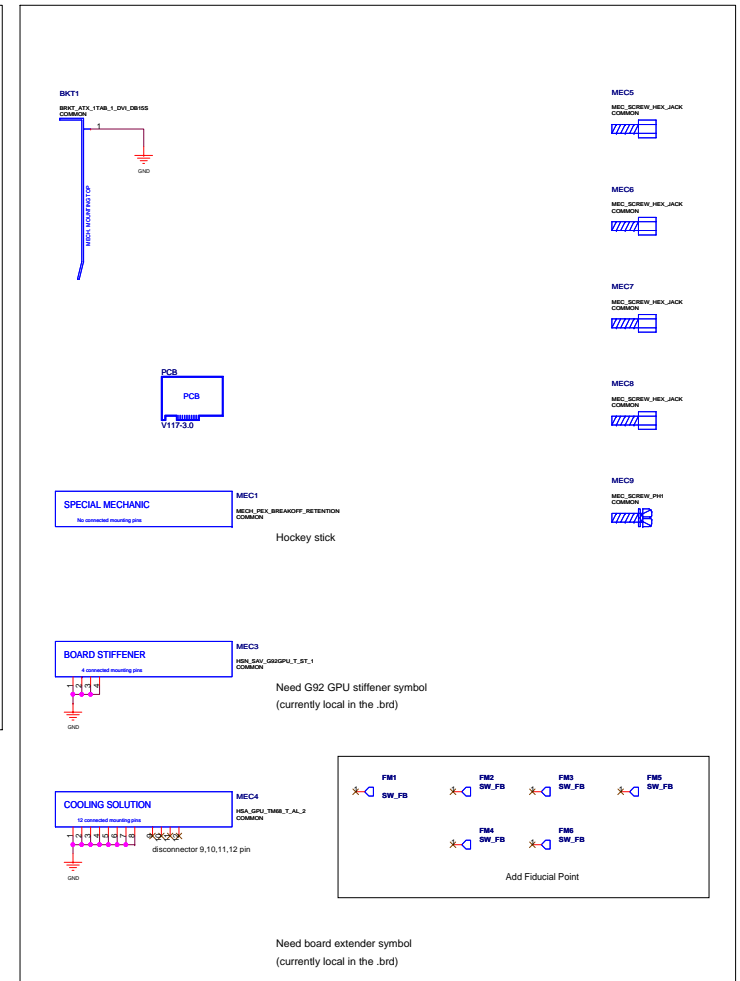 BKT1
BRKT_ATX_1TAB_1_DVI_DB15S
COMMON
1
GND
MECH. MOUNTING TOP
MEC5
MEC_SCREW_HEX_JACK
COMMON
MEC6
MEC_SCREW_HEX_JACK
COMMON
MEC7
MEC_SCREW_HEX_JACK
COMMON
MEC8
MEC_SCREW_HEX_JACK
COMMON
MEC9
MEC_SCREW_PH1
COMMON
PCB
PCB
V117-3.0
SPECIAL MECHANIC
No connected mounting pins
MEC1
MECH_PEX_BREAKOFF_RETENTION
COMMON
Hockey stick
BOARD STIFFENER
4 connected mounting pins
MEC3
HSN_SAV_G92GPU_T_ST_1
COMMON
1 2 3 4
GND
Need G92 GPU stiffener symbol
(currently local in the .brd)
COOLING SOLUTION
12 connected mounting pins
MEC4
HSA_GPU_TM68_T_AL_2
COMMON
1 2 3 4 5 6 7 8 9 10 11 12
disconnector 9,10,11,12 pin
GND
FM1
SW_FB
FM2
SW_FB
FM3
SW_FB
FM5
SW_FB
FM4
SW_FB
FM6
SW_FB
Add Fiducial Point
Need board extender symbol
(currently local in the .brd)